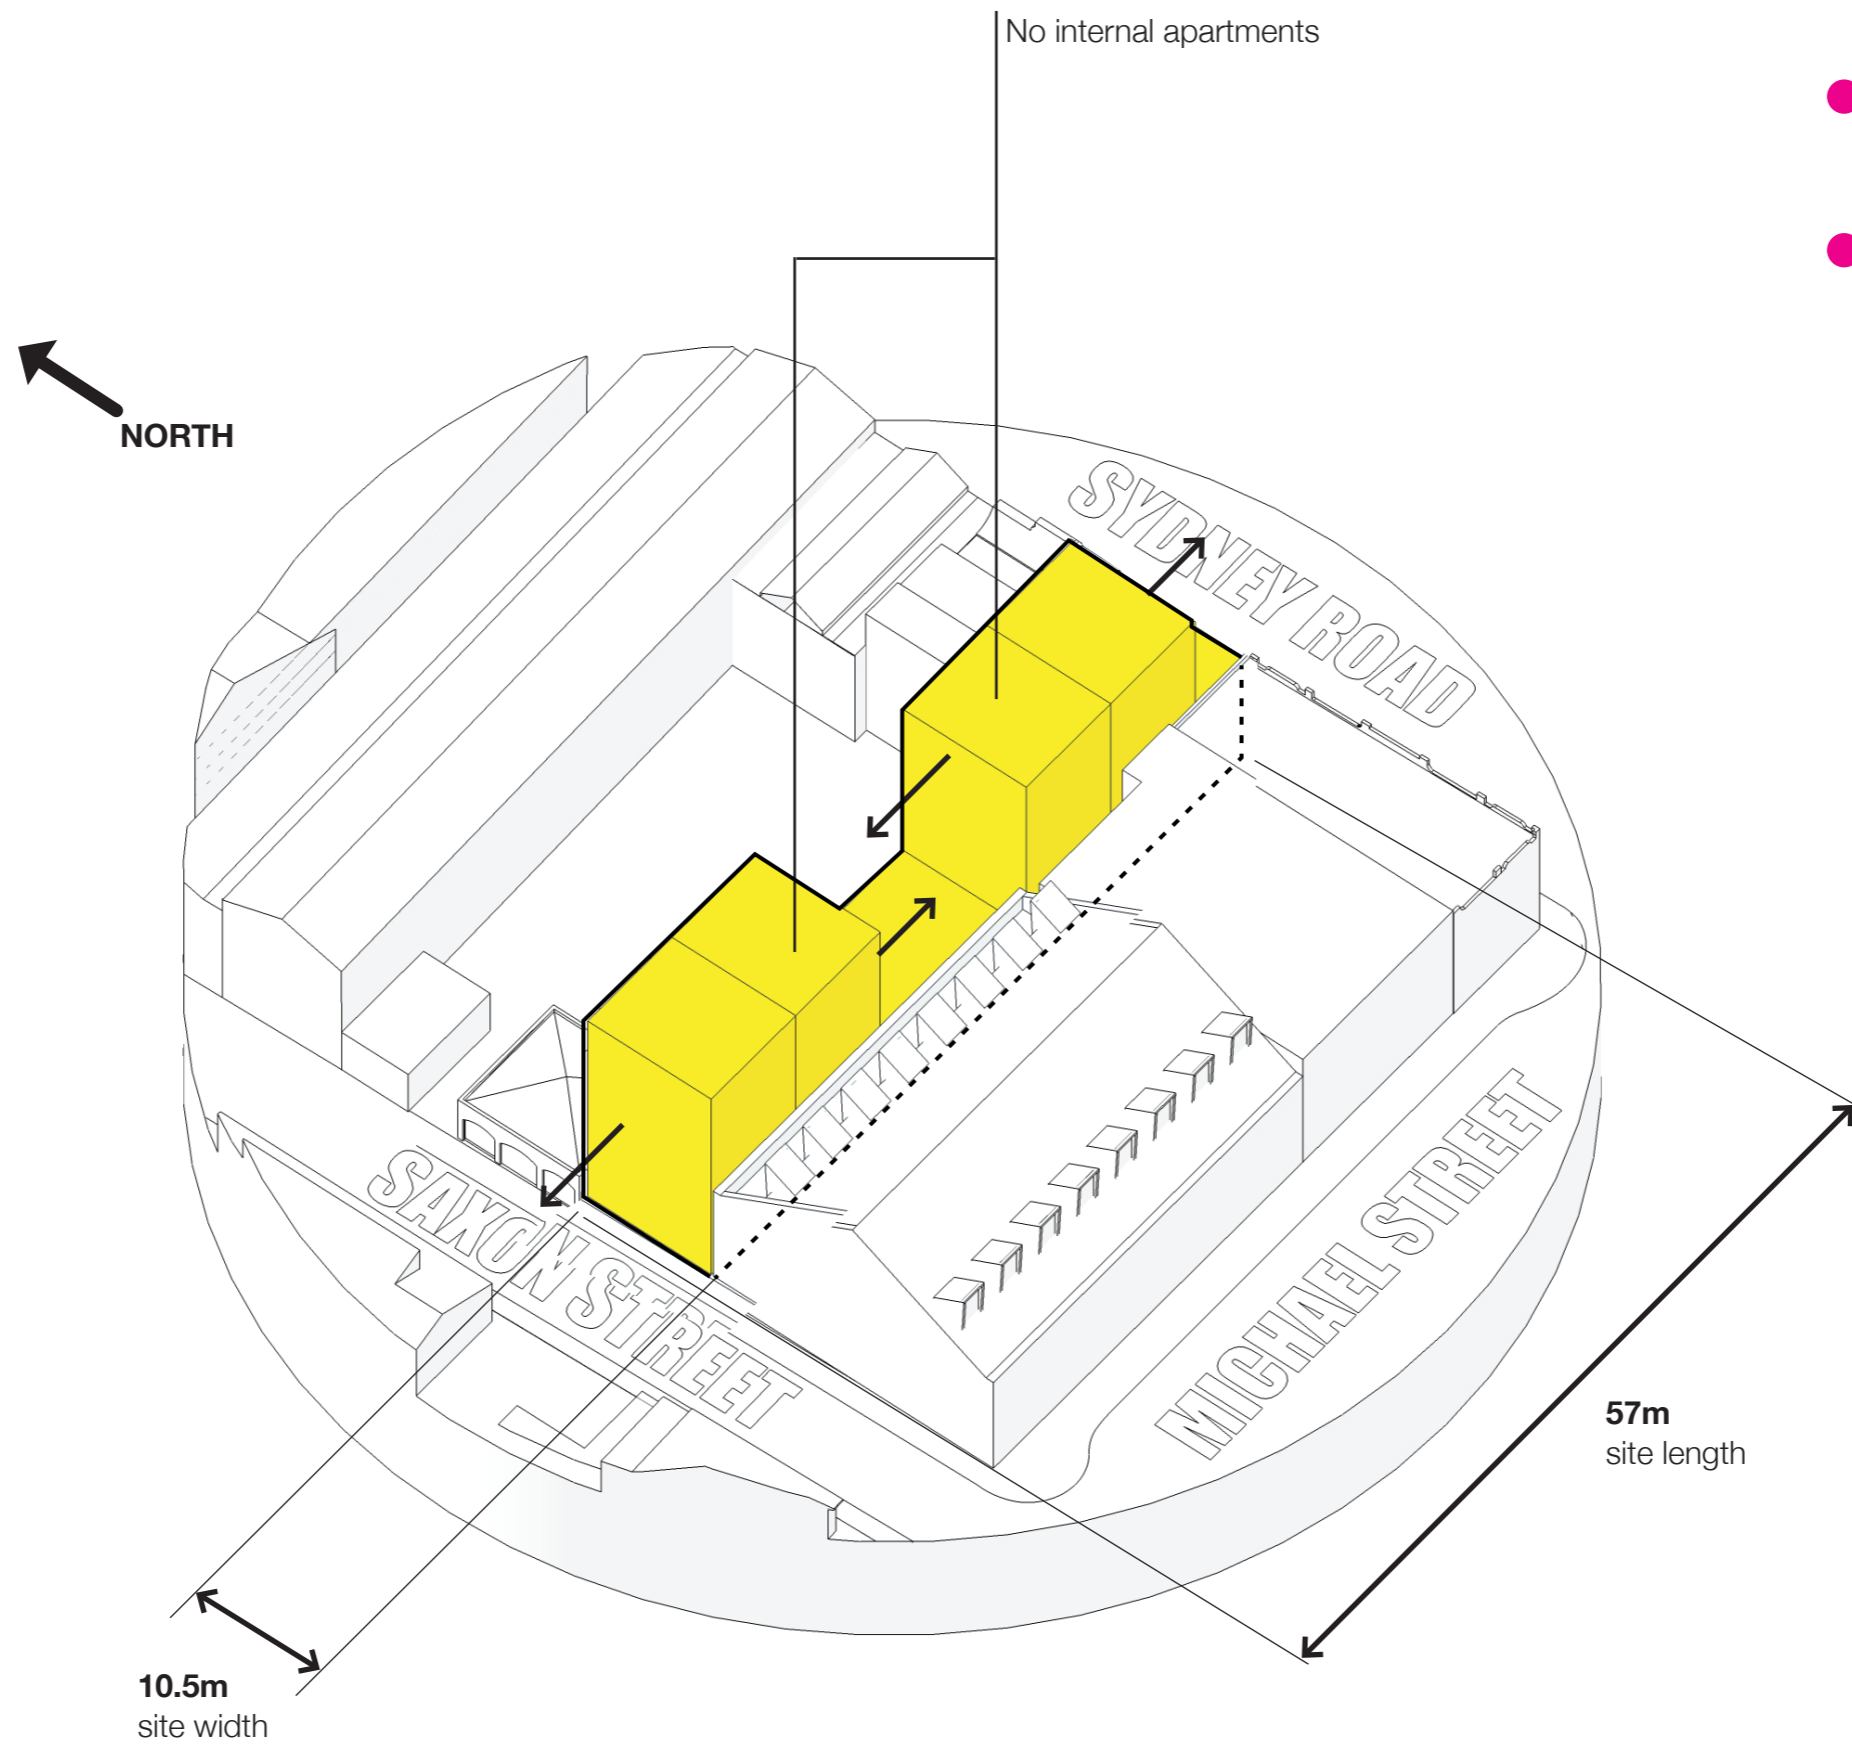 No internal apartments
NORTH
SYDNEY ROAD
SAXON STREET
MICHAEL STREET
57m
site length
10.5m
site width